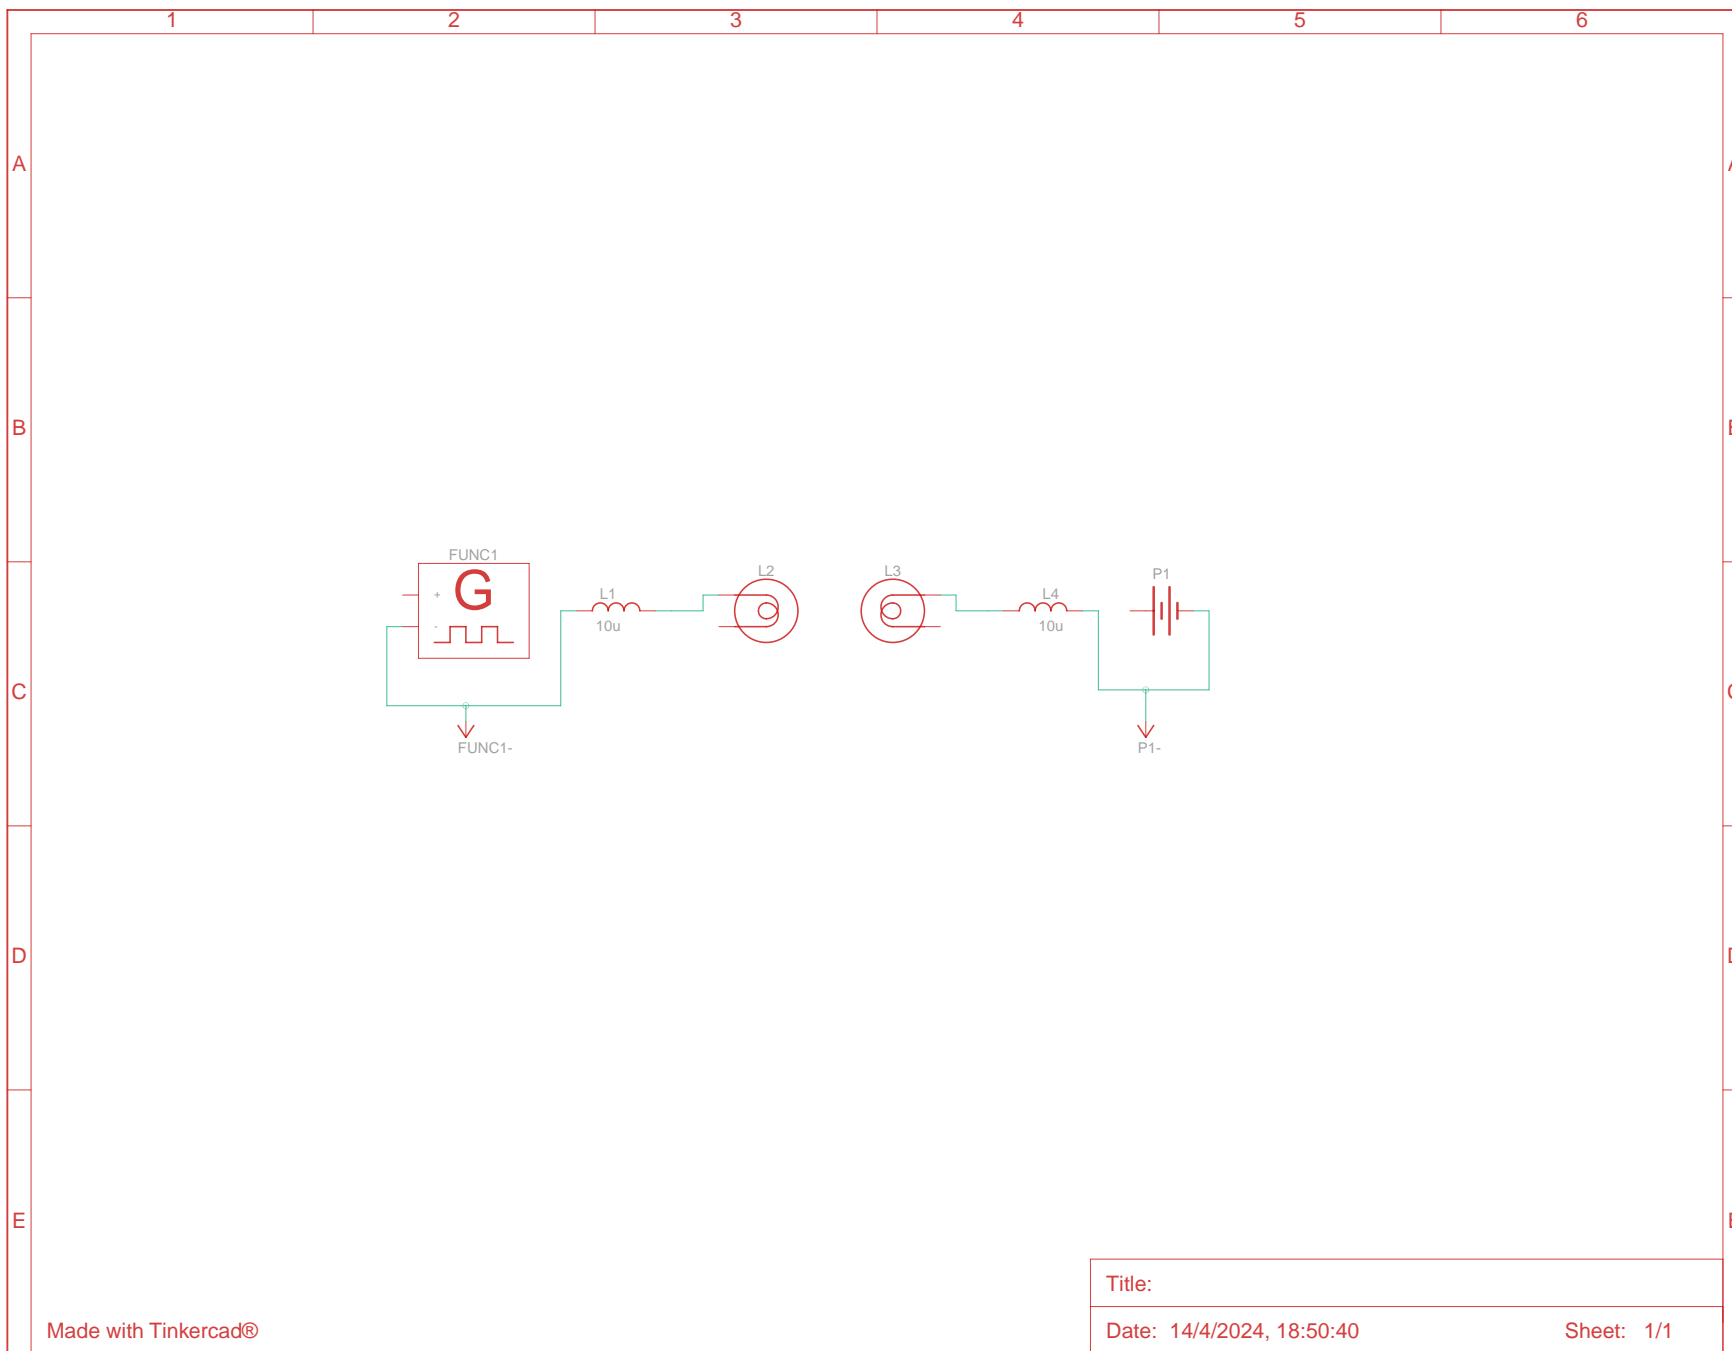 1 2 3 4 5 6
A A
B B
FUNC1
+ G
-
L1
10u
L2
L3
L4
10u
P1
C C
FUNC1-
P1-
D D
E E
Title:
Made with Tinkercad®
Date: 14/4/2024, 18:50:40 Sheet: 1/1